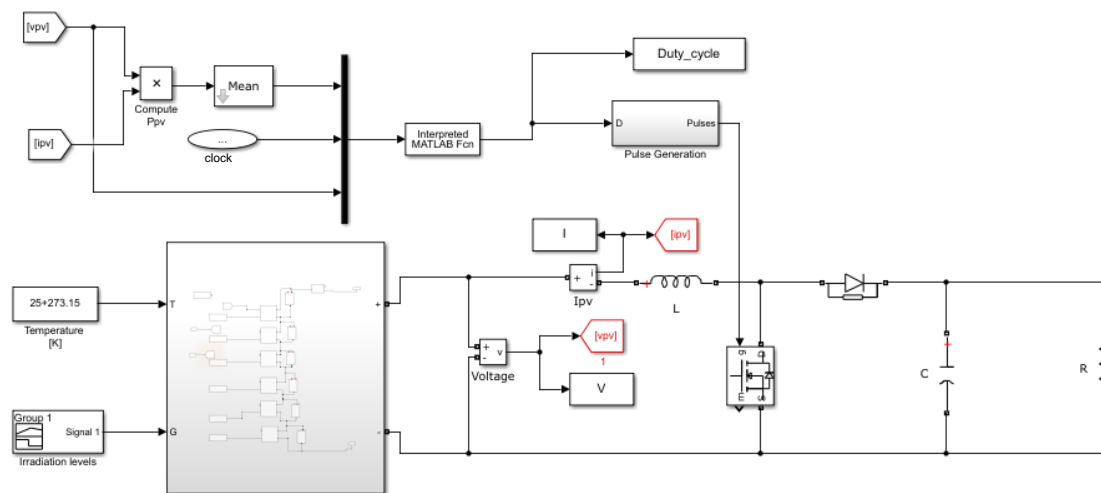 [vpv]
Duty_cycle
×
Mean
Compute
Ppv
[ipv]
...
clock
Interpreted
MATLAB Fcn
D
Pulses
Pulse Generation
I
[ipv]
+
i
-
Ipv
+
L
25+273.15
Temperature
[K]
T
+
+
-
v
Voltage
[vpv]
1
V
g
D
m
S
+
C
R
Group 1
Signal 1
Irradiation levels
G
-